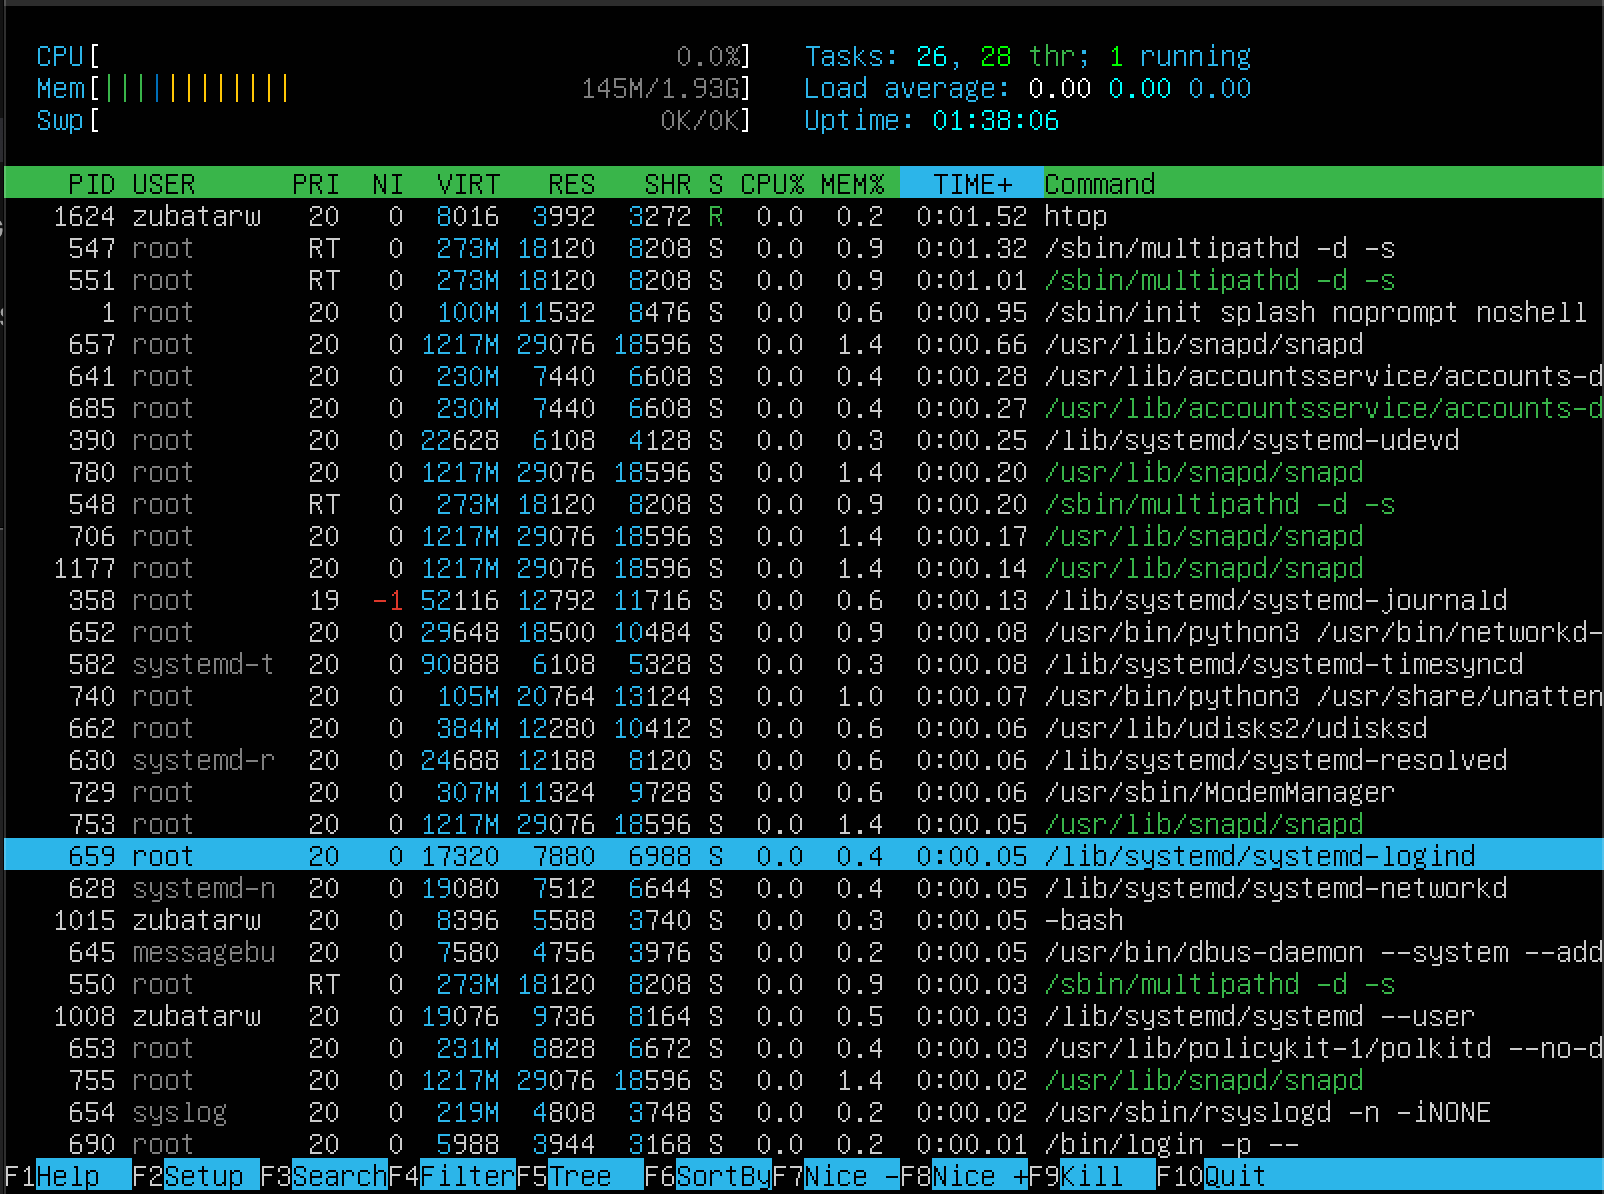 CPU[ 0.0%] Tasks: 26, 28 thr; 1 running
Mem[||||||||||||| 145M/1.93G] Load average: 0.00 0.00 0.00
Swp[ 0K/0K] Uptime: 01:38:06
PID USER PRI NI VIRT RES SHR S CPU% MEM% TIME+ Command
1624 zubatarw 20 0 8016 3992 3272 R 0.0 0.2 0:01.52 htop
547 root RT 0 273M 18120 8208 S 0.0 0.9 0:01.32 /sbin/multipathd -d -s
551 root RT 0 273M 18120 8208 S 0.0 0.9 0:01.01 /sbin/multipathd -d -s
1 root 20 0 100M 11532 8476 S 0.0 0.6 0:00.95 /sbin/init splash noprompt noshell
657 root 20 0 1217M 29076 18596 S 0.0 1.4 0:00.66 /usr/lib/snapd/snapd
641 root 20 0 230M 7440 6608 S 0.0 0.4 0:00.28 /usr/lib/accountsservice/accounts-d
685 root 20 0 230M 7440 6608 S 0.0 0.4 0:00.27 /usr/lib/accountsservice/accounts-d
390 root 20 0 22628 6108 4128 S 0.0 0.3 0:00.25 /lib/systemd/systemd-udevd
780 root 20 0 1217M 29076 18596 S 0.0 1.4 0:00.20 /usr/lib/snapd/snapd
548 root RT 0 273M 18120 8208 S 0.0 0.9 0:00.20 /sbin/multipathd -d -s
706 root 20 0 1217M 29076 18596 S 0.0 1.4 0:00.17 /usr/lib/snapd/snapd
1177 root 20 0 1217M 29076 18596 S 0.0 1.4 0:00.14 /usr/lib/snapd/snapd
358 root 19 -1 52116 12792 11716 S 0.0 0.6 0:00.13 /lib/systemd/systemd-journald
652 root 20 0 29648 18500 10484 S 0.0 0.9 0:00.08 /usr/bin/python3 /usr/bin/networkd-
582 systemd-t 20 0 90888 6108 5328 S 0.0 0.3 0:00.08 /lib/systemd/systemd-timesyncd
740 root 20 0 105M 20764 13124 S 0.0 1.0 0:00.07 /usr/bin/python3 /usr/share/unatten
662 root 20 0 384M 12280 10412 S 0.0 0.6 0:00.06 /usr/lib/udisks2/udisksd
630 systemd-r 20 0 24688 12188 8120 S 0.0 0.6 0:00.06 /lib/systemd/systemd-resolved
729 root 20 0 307M 11324 9728 S 0.0 0.6 0:00.06 /usr/sbin/ModemManager
753 root 20 0 1217M 29076 18596 S 0.0 1.4 0:00.05 /usr/lib/snapd/snapd
659 root 20 0 17320 7880 6988 S 0.0 0.4 0:00.05 /lib/systemd/systemd-logind
628 systemd-n 20 0 19080 7512 6644 S 0.0 0.4 0:00.05 /lib/systemd/systemd-networkd
1015 zubatarw 20 0 8396 5588 3740 S 0.0 0.3 0:00.05 -bash
645 messagebu 20 0 7580 4756 3976 S 0.0 0.2 0:00.05 /usr/bin/dbus-daemon --system --add
550 root RT 0 273M 18120 8208 S 0.0 0.9 0:00.03 /sbin/multipathd -d -s
1008 zubatarw 20 0 19076 9736 8164 S 0.0 0.5 0:00.03 /lib/systemd/systemd --user
653 root 20 0 231M 8828 6672 S 0.0 0.4 0:00.03 /usr/lib/policykit-1/polkitd --no-d
755 root 20 0 1217M 29076 18596 S 0.0 1.4 0:00.02 /usr/lib/snapd/snapd
654 syslog 20 0 219M 4808 3748 S 0.0 0.2 0:00.02 /usr/sbin/rsyslogd -n -iNONE
690 root 20 0 5988 3944 3168 S 0.0 0.2 0:00.01 /bin/login -p --
F1Help F2Setup F3SearchF4FilterF5Tree F6SortByF7Nice -F8Nice +F9Kill F10Quit